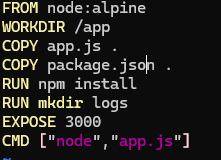 FROM node:alpine
WORKDIR /app
COPY app.js .
COPY package.json .
RUN npm install
RUN mkdir logs
EXPOSE 3000
CMD ["node","app.js"]
~